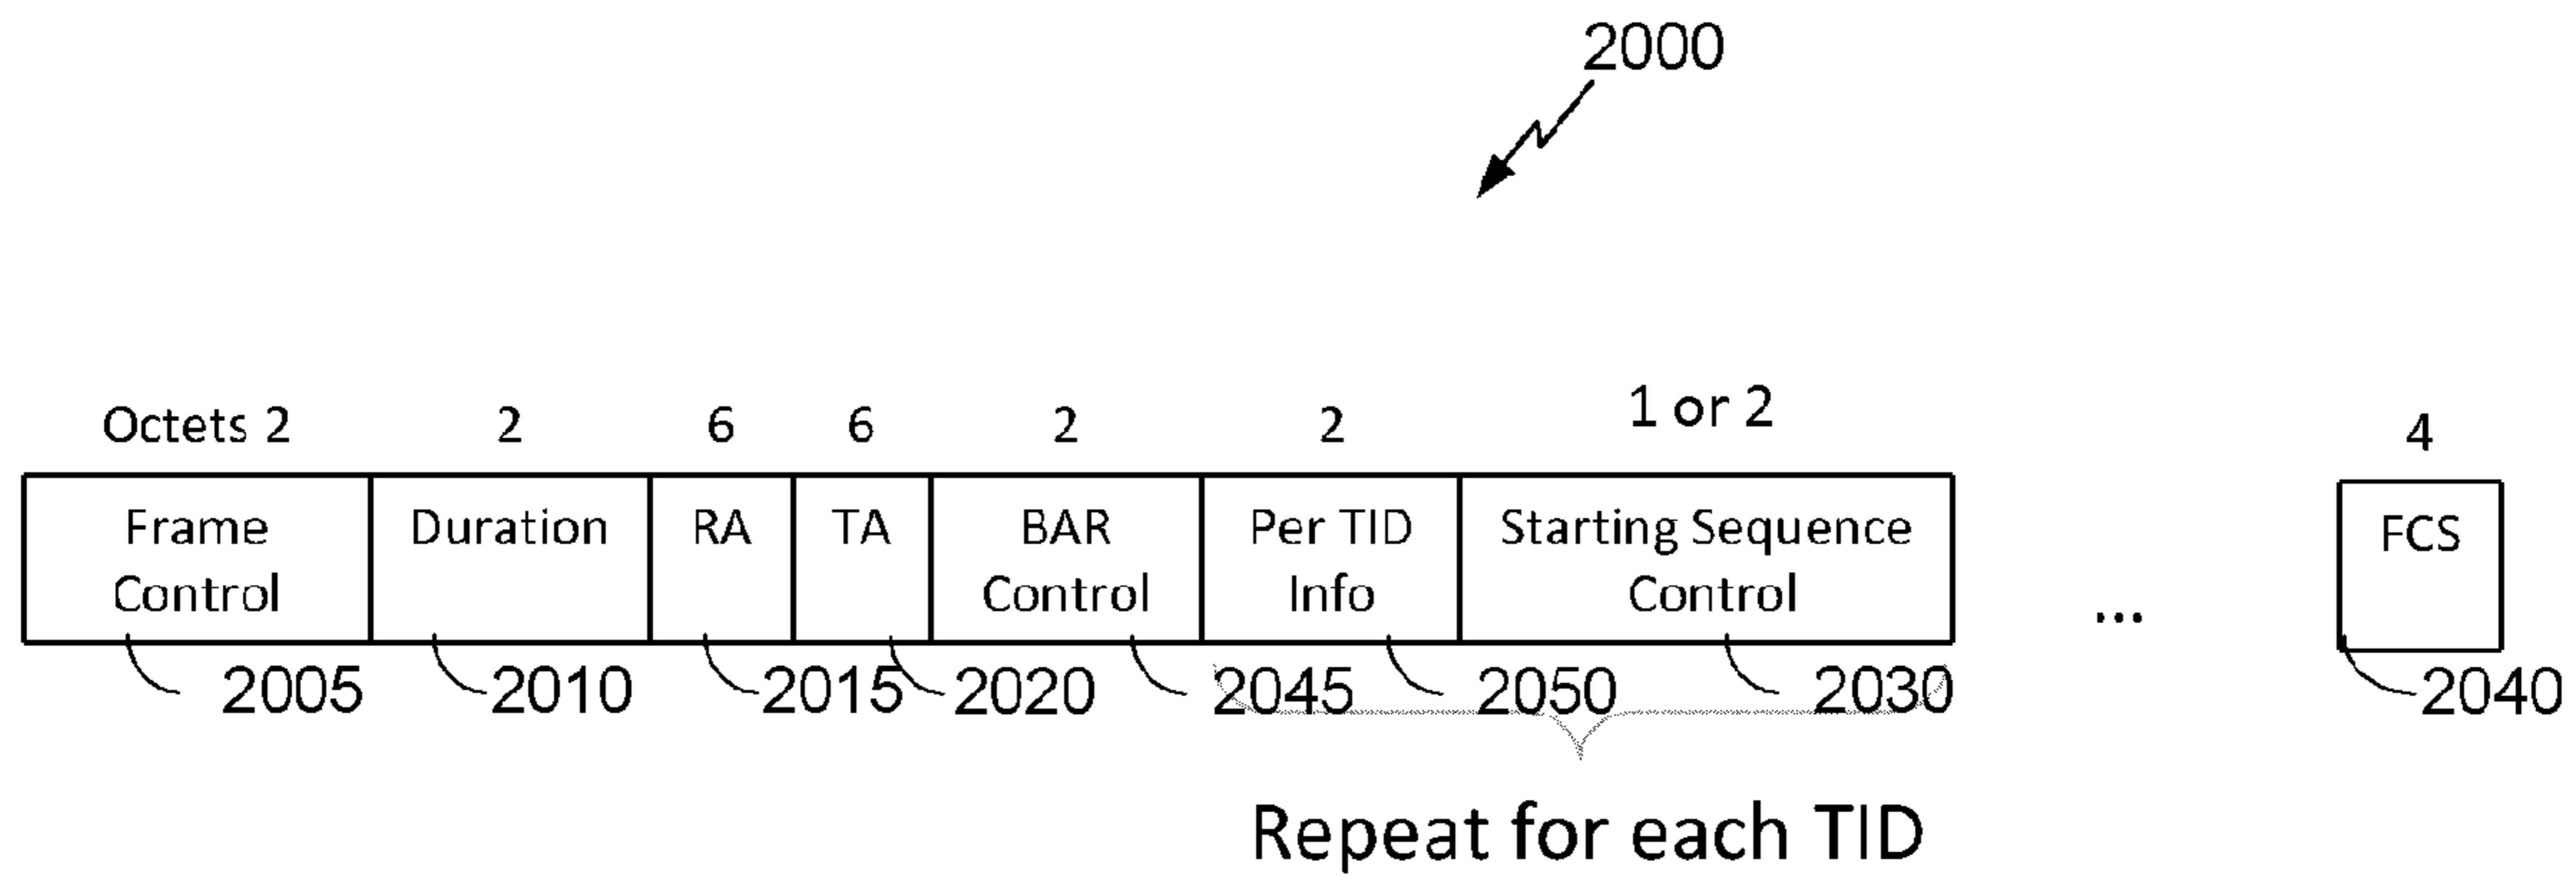 2000
Octets 2 2 6 6 2 2 1 or 2 4
Frame Control Duration RA TA BAR Control Per TID Info Starting Sequence Control ... FCS
2005 2010 2015 2020 2045 2050 2030 2040
Repeat for each TID